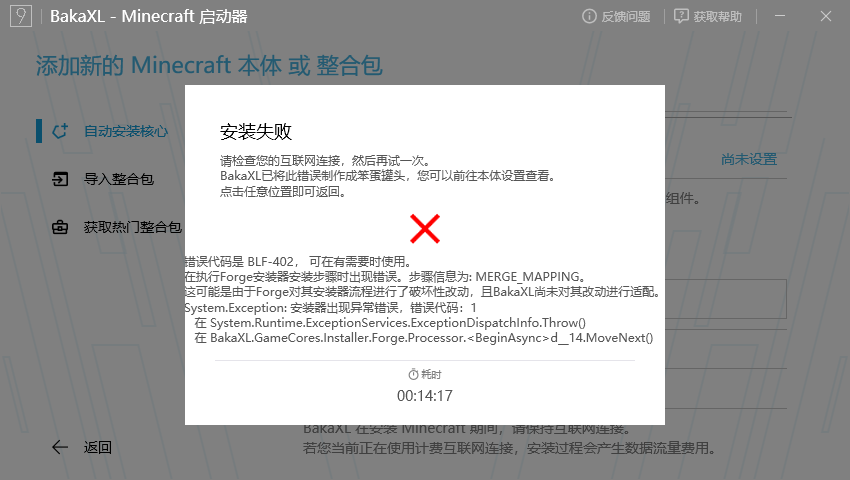 BakaXL - Minecraft 启动器
反馈问题
获取帮助
添加新的 Minecraft 本体 或 整合包
自动安装核心
导入整合包
获取热门整合包
返回
尚未设置
组件。
安装失败
请检查您的互联网连接，然后再试一次。
BakaXL已将此错误制作成笨蛋罐头，您可以前往本体设置查看。
点击任意位置即可返回。
错误代码是 BLF-402， 可在有需要时使用。
在执行Forge安装器安装步骤时出现错误。步骤信息为: MERGE_MAPPING。
这可能是由于Forge对其安装器流程进行了破坏性改动，且BakaXL尚未对其改动进行适配。
System.Exception: 安装器出现异常错误，错误代码：1
在 System.Runtime.ExceptionServices.ExceptionDispatchInfo.Throw()
在 BakaXL.GameCores.Installer.Forge.Processor.<BeginAsync>d__14.MoveNext()
耗时
00:14:17
BakaXL 在安装 Minecraft 期间，请保持互联网连接。
若您当前正在使用计费互联网连接，安装过程会产生数据流量费用。